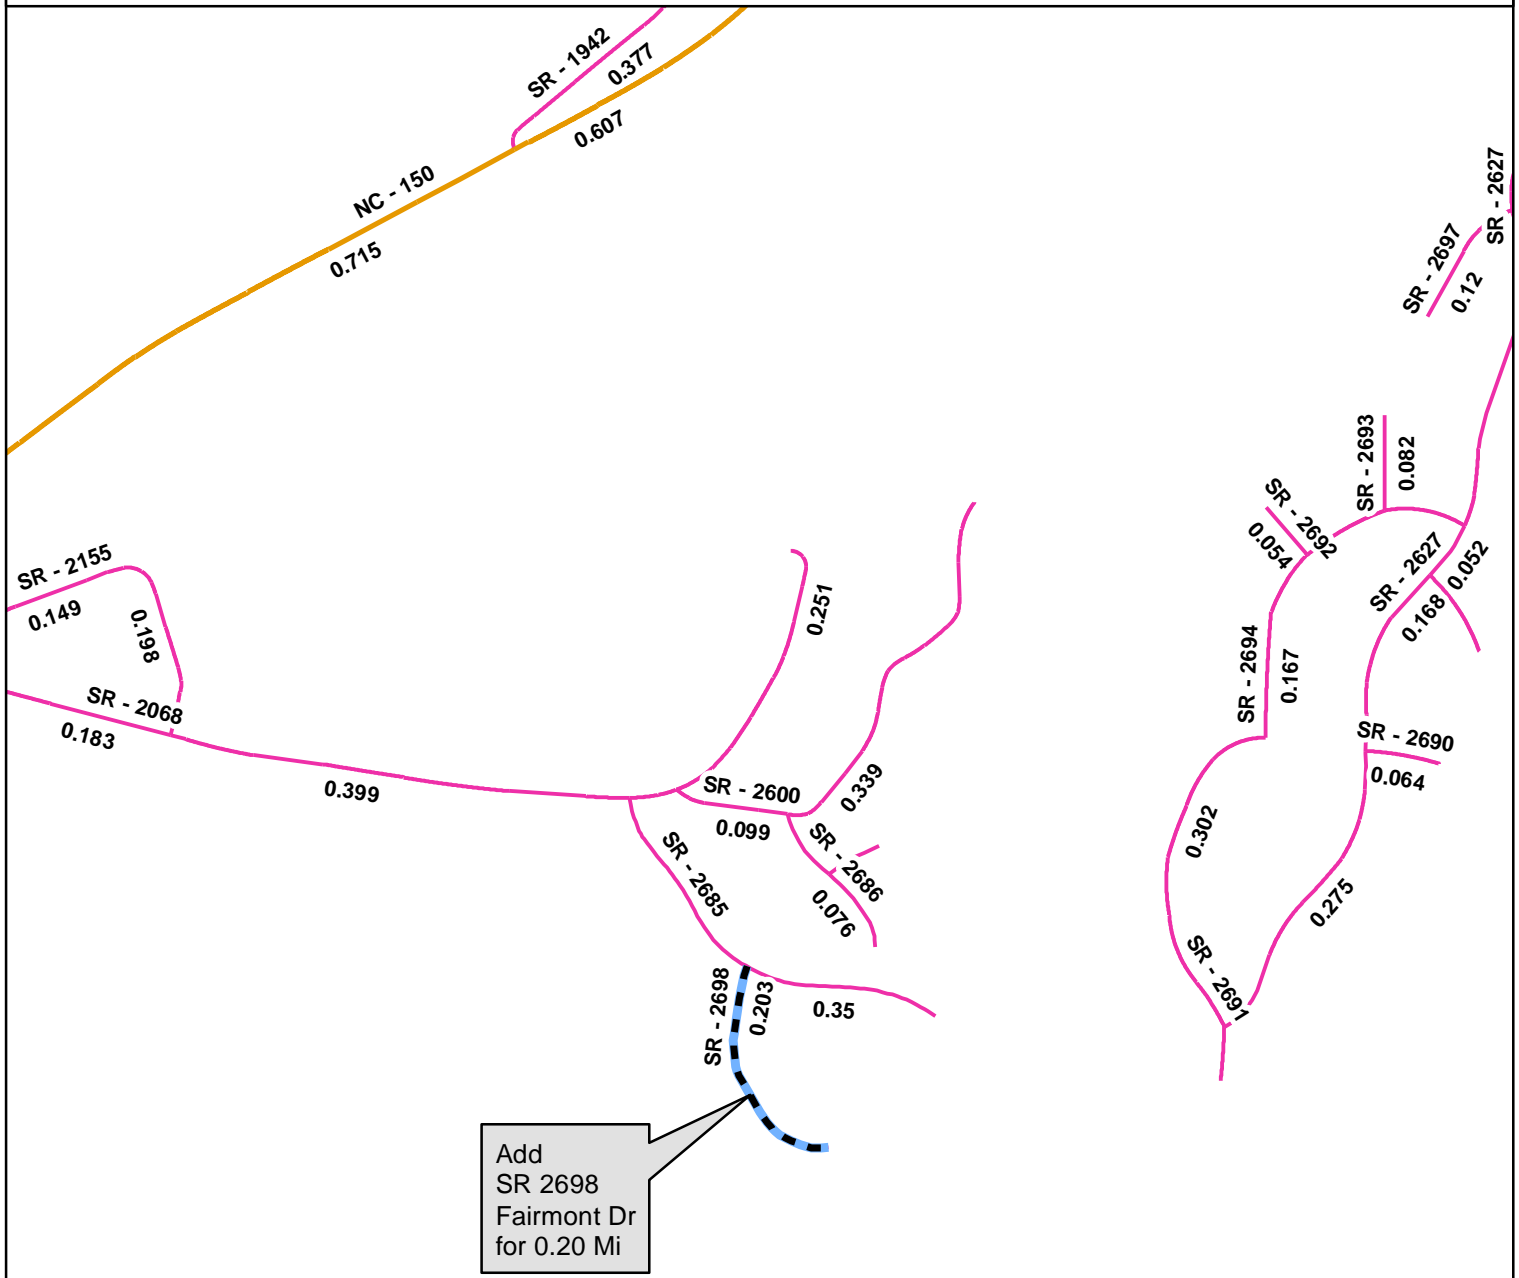 SR - 1942
0.377
0.607
NC - 150
0.715
SR - 2627
SR - 2697
0.12
SR - 2693
0.082
SR - 2692
0.054
SR - 2627
0.052
0.168
SR - 2155
0.149
0.198
0.251
SR - 2694
0.167
SR - 2068
0.183
SR - 2690
0.064
0.399
SR - 2600
0.099
0.339
0.302
SR - 2685
SR - 2686
0.076
0.275
SR - 2691
SR - 2698
0.203
0.35
Add
SR 2698
Fairmont Dr
for 0.20 Mi